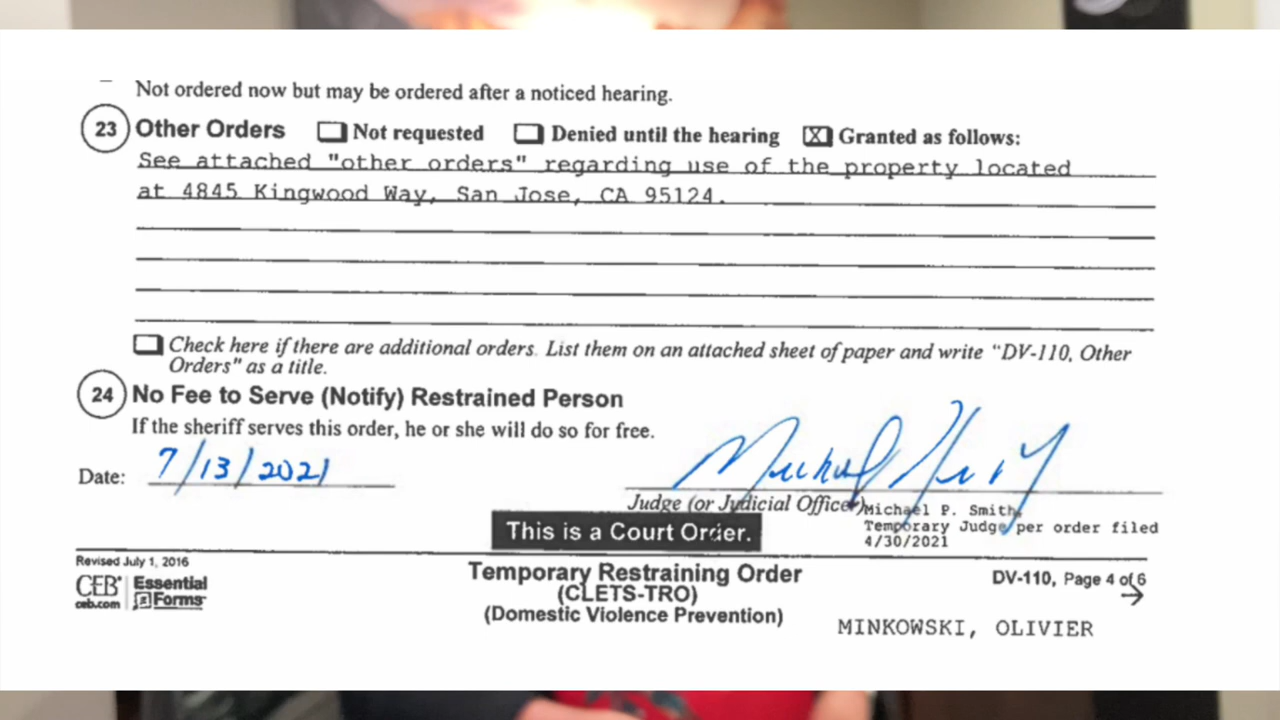 Not ordered now but may be ordered after a noticed hearing.
23 Other Orders Not requested Denied until the hearing X Granted as follows:
See attached "other orders" regarding use of the property located
at 4845 Kingwood Way, San Jose, CA 95124.
Check here if there are additional orders. List them on an attached sheet of paper and write "DV-110, Other
Orders" as a title.
24 No Fee to Serve (Notify) Restrained Person
If the sheriff serves this order, he or she will do so for free.
Date: 7/13/2021
Judge (or Judicial Officer) Michael P. Smith,
Temporary Judge per order filed
4/30/2021
This is a Court Order.
Revised July 1, 2016
CEB Essential
ceb.com Forms
Temporary Restraining Order
(CLETS-TRO)
(Domestic Violence Prevention)
DV-110, Page 4 of 6
MINKOWSKI, OLIVIER